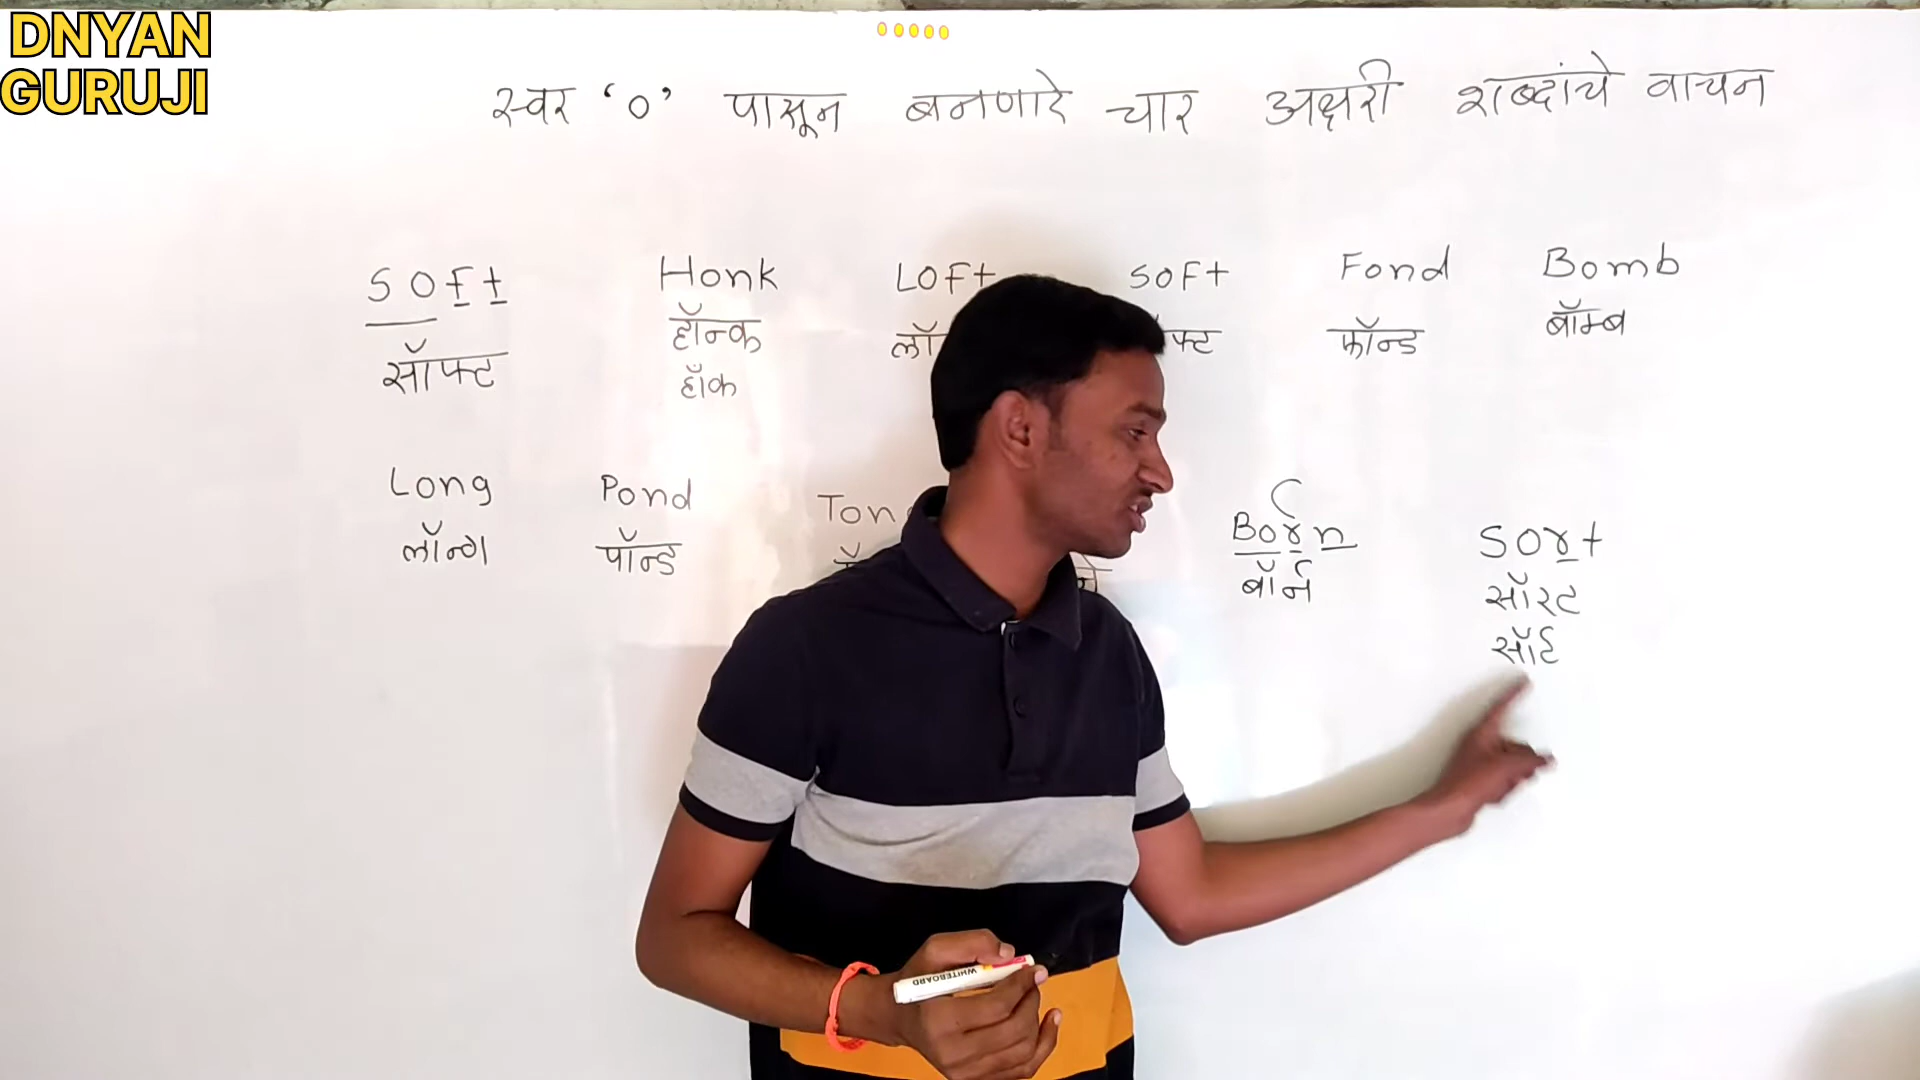 DNYAN
GURUJI
स्वर ‘o’ पासून बनणारे चार अक्षरी शब्दांचे वाचन
SOFt Honk LOFt SOFt Fond Bomb
सॉफ्ट हॉन्क फॉन्ड बॉम्ब
हॉंक
Long Pond Born Sort
लॉन्ग पॉन्ड बॉर्न सॉरट
सॉर्ट
WHITEBOARD